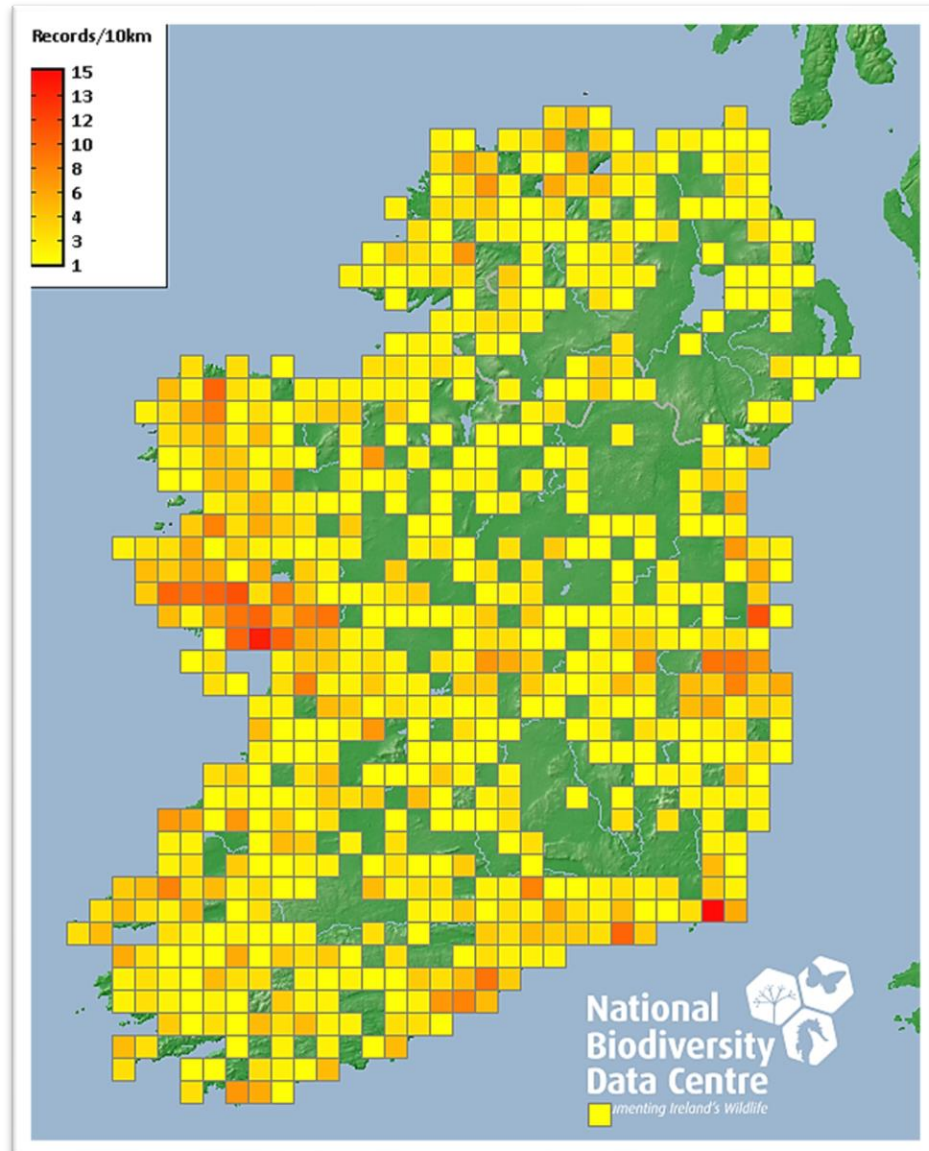 Records/10km
15
13
12
10
8
6
4
3
1
National
Biodiversity
Data Centre
umenting Ireland's Wildlife